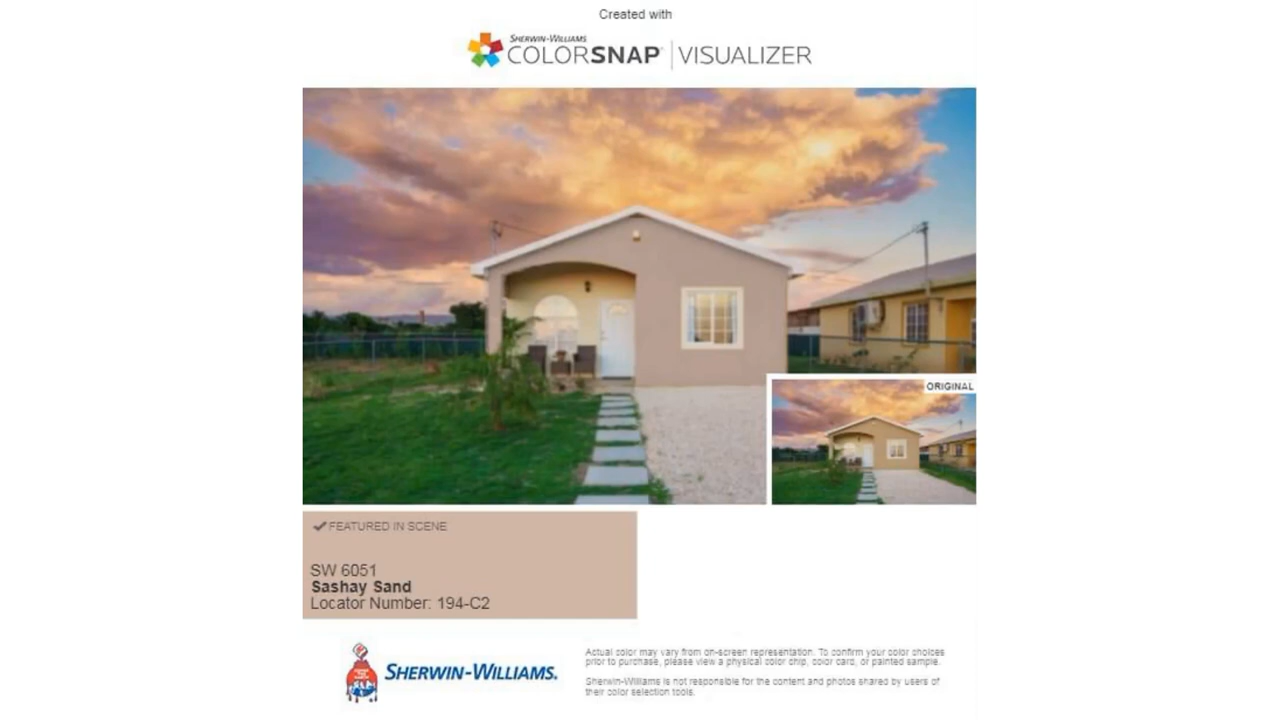 Created with
SHERWIN-WILLIAMS
COLORSNAP VISUALIZER
ORIGINAL
FEATURED IN SCENE
SW 6051
Sashay Sand
Locator Number: 194-C2
SHERWIN-WILLIAMS.
Actual color may vary from on-screen representation. To confirm your color choices
prior to purchase, please view a physical color chip, color card, or painted sample.
Sherwin-Williams is not responsible for the content and photos shared by users of
their color selection tools.